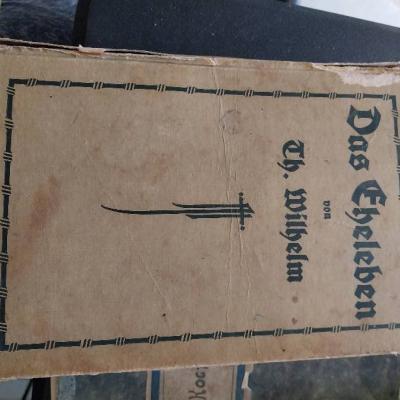 Das Eheleben
von
Th. Wilhelm